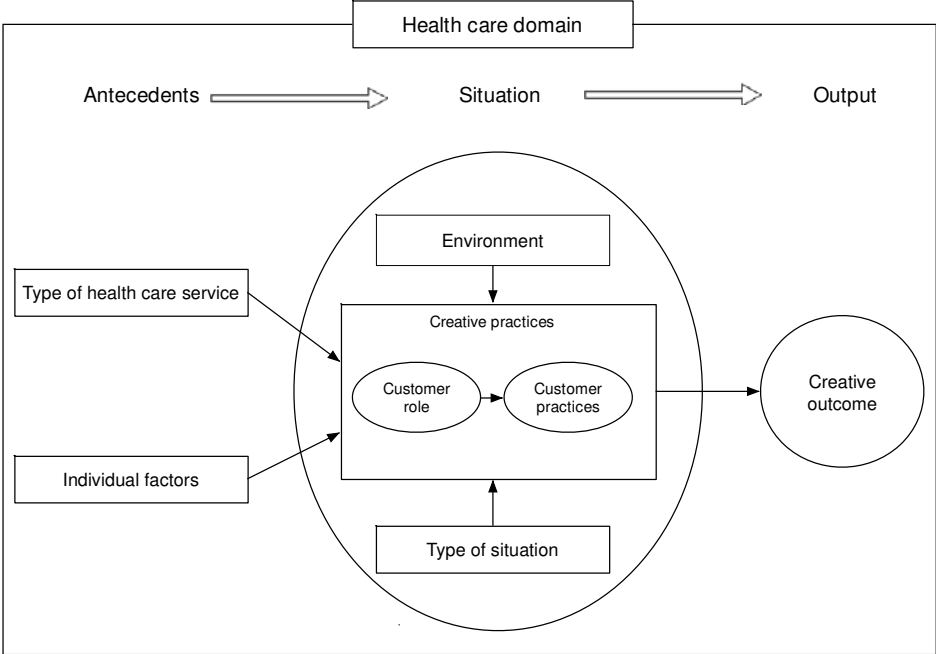 Health care domain
Antecedents
Situation
Output
Environment
Type of health care service
Creative practices
Customer
role
Customer
practices
Creative
outcome
Individual factors
Type of situation